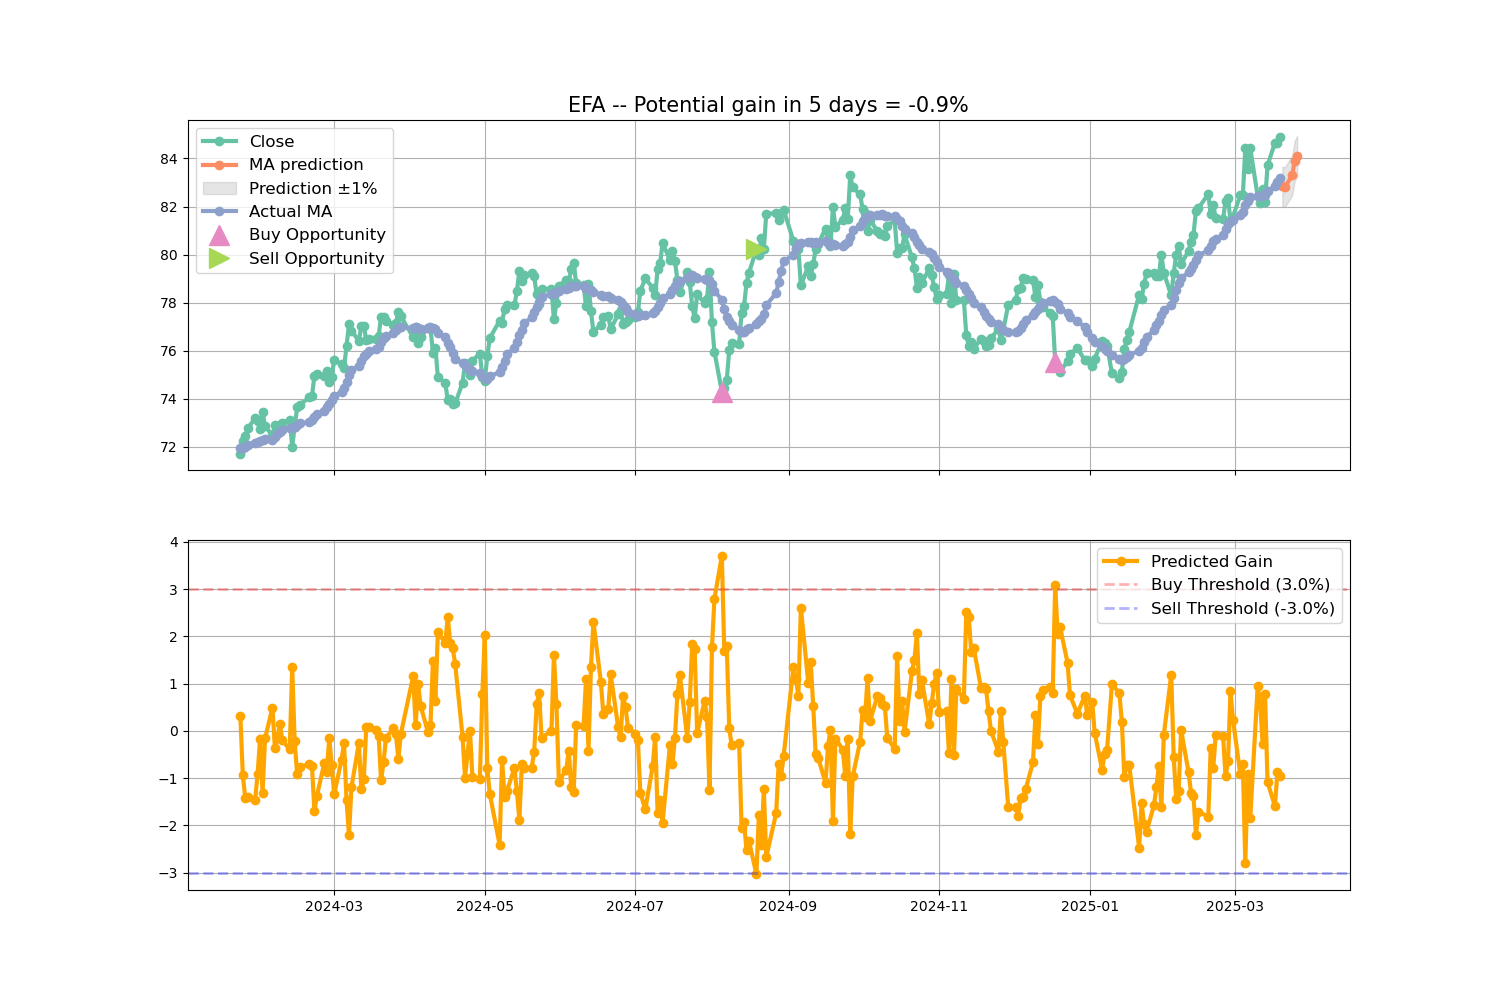 EFA -- Potential gain in 5 days = -0.9%
Close
MA prediction
Prediction ±1%
Actual MA
Buy Opportunity
Sell Opportunity
84
82
80
78
76
74
72
4
3
2
1
0
−1
−2
−3
Predicted Gain
Buy Threshold (3.0%)
Sell Threshold (-3.0%)
2024-03
2024-05
2024-07
2024-09
2024-11
2025-01
2025-03